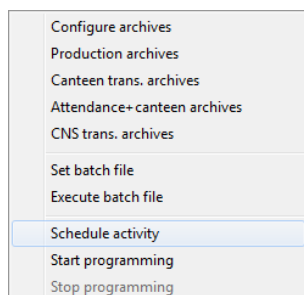 Configure archives
Production archives
Canteen trans. archives
Attendance+canteen archives
CNS trans. archives
Set batch file
Execute batch file
Schedule activity
Start programming
Stop programming